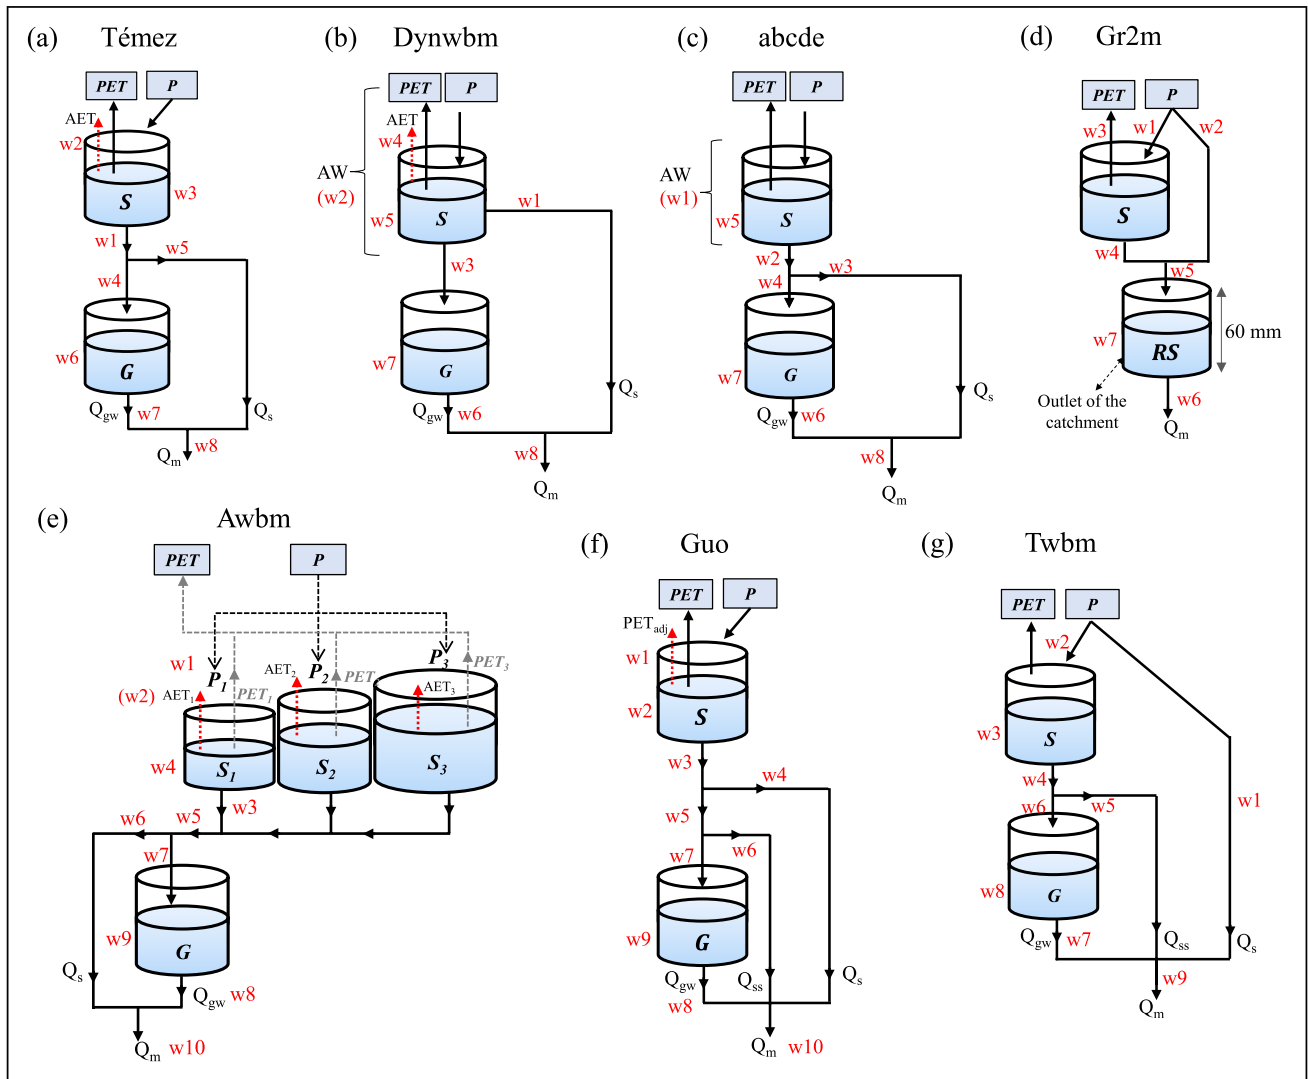 (a) Témez
PET P
AET
w2
S
w3
w1
w5
w4
w6
G
Qgw
w7
Qs
w8
Qm
(b) Dynwbm
PET P
AET
w4
AW
(w2)
w5
S
w1
w3
w7
G
Qgw
w6
Qs
w8
Qm
(c) abcde
PET P
AW
(w1)
w5
S
w2
w3
w4
w7
G
Qgw
w6
Qs
w8
Qm
(d) Gr2m
PET P
w3 w1 w2
S
w4
w5
w7
RS
60 mm
Outlet of the
catchment
w6
Qm
(e) Awbm
PET P
w1
P1 P2 P3
(w2)
AET1 PET1
AET2 PET
AET3 PET3
w4
S1 S2 S3
w3
w6 w5
w7
w9
G
Qs
Qgw w8
Qm w10
(f) Guo
PET P
PETadj
w1
w2
S
w3
w4
w5
w6
w7
w9
G
Qgw Qss Qs
w8
Qm w10
(g) Twbm
PET P
w2
w3
S
w4
w6 w5
w1
w8
G
Qgw w7 Qss Qs
w9
Qm